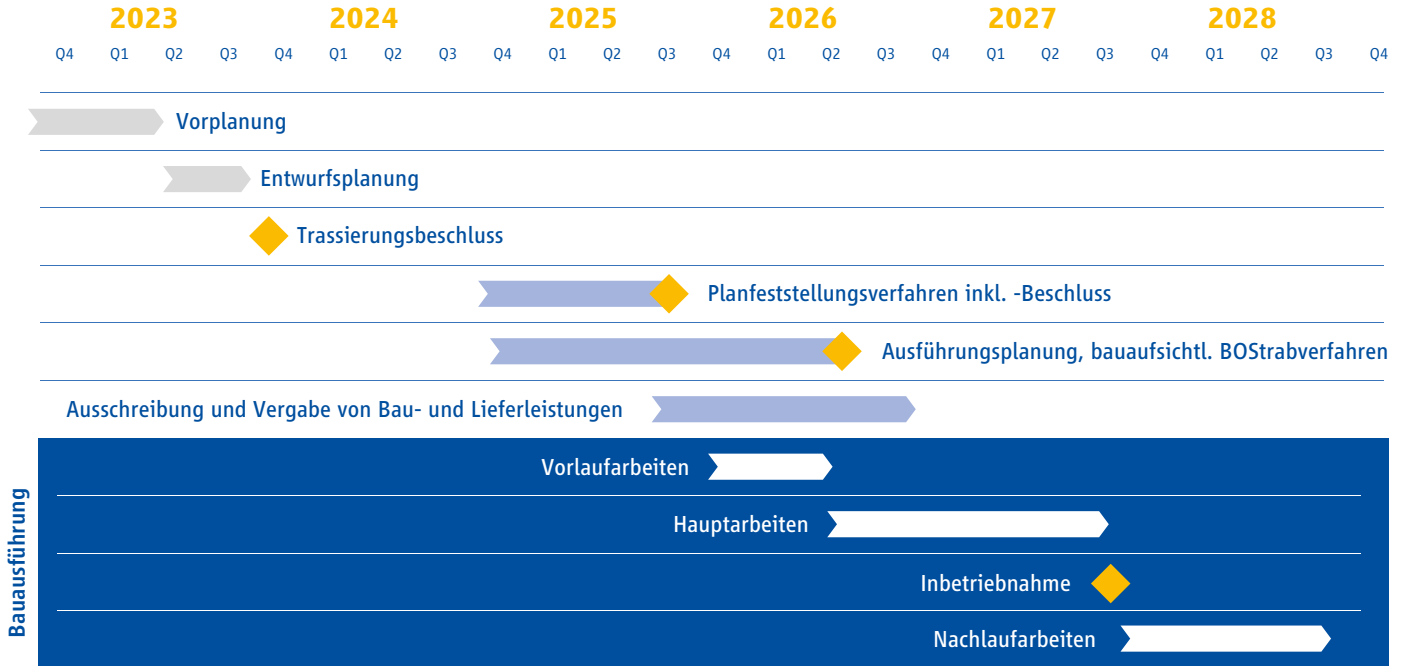 2023 2024 2025 2026 2027 2028
Q4 Q1 Q2 Q3 Q4 Q1 Q2 Q3 Q4 Q1 Q2 Q3 Q4 Q1 Q2 Q3 Q4 Q1 Q2 Q3 Q4 Q1 Q2 Q3 Q4
Vorplanung
Entwurfsplanung
Trassierungsbeschluss
Planfeststellungsverfahren inkl. -Beschluss
Ausführungsplanung, bauaufsichtl. BOStrabverfahren
Ausschreibung und Vergabe von Bau- und Lieferleistungen
Bauausführung
Vorlaufarbeiten
Hauptarbeiten
Inbetriebnahme
Nachlaufarbeiten